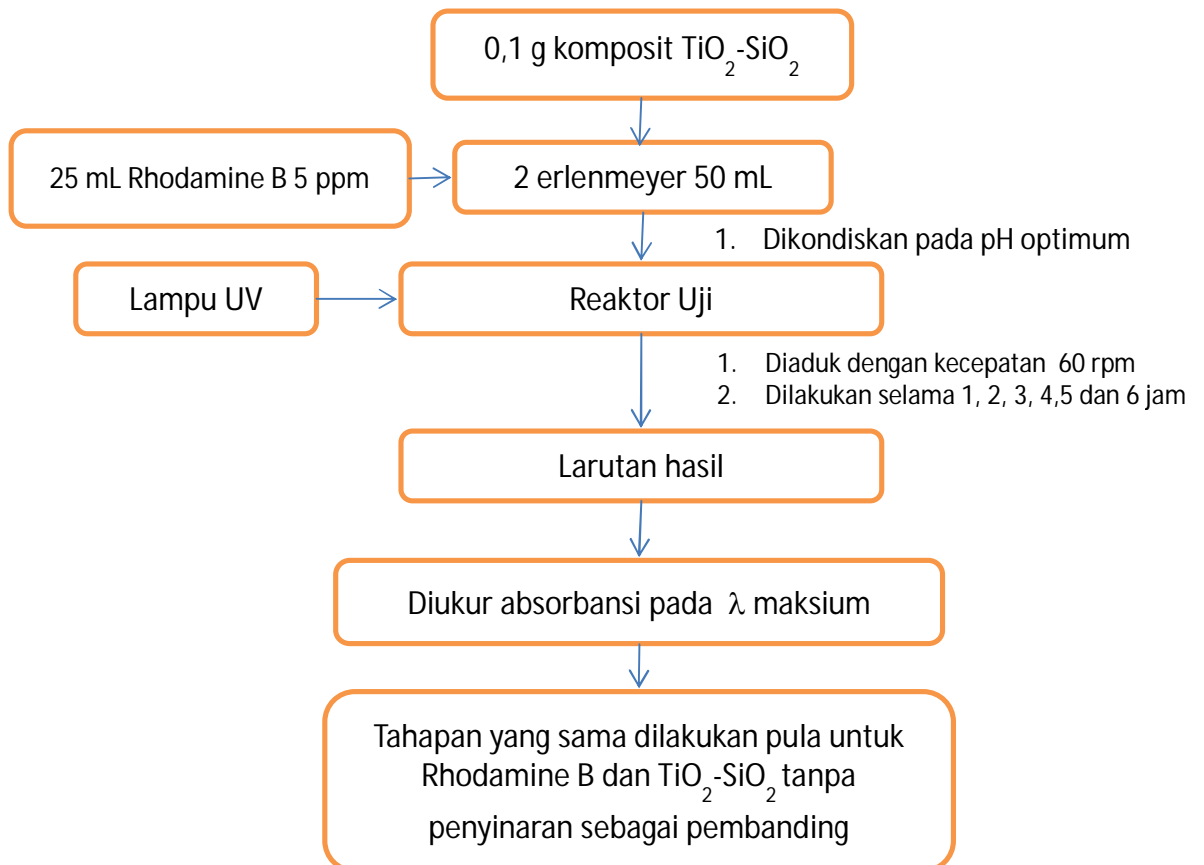 0,1 g komposit TiO2-SiO2
25 mL Rhodamine B 5 ppm
2 erlenmeyer 50 mL
1. Dikondiskan pada pH optimum
Lampu UV
Reaktor Uji
1. Diaduk dengan kecepatan 60 rpm
2. Dilakukan selama 1, 2, 3, 4,5 dan 6 jam
Larutan hasil
Diukur absorbansi pada λ maksium
Tahapan yang sama dilakukan pula untuk
Rhodamine B dan TiO2-SiO2 tanpa
penyinaran sebagai pembanding